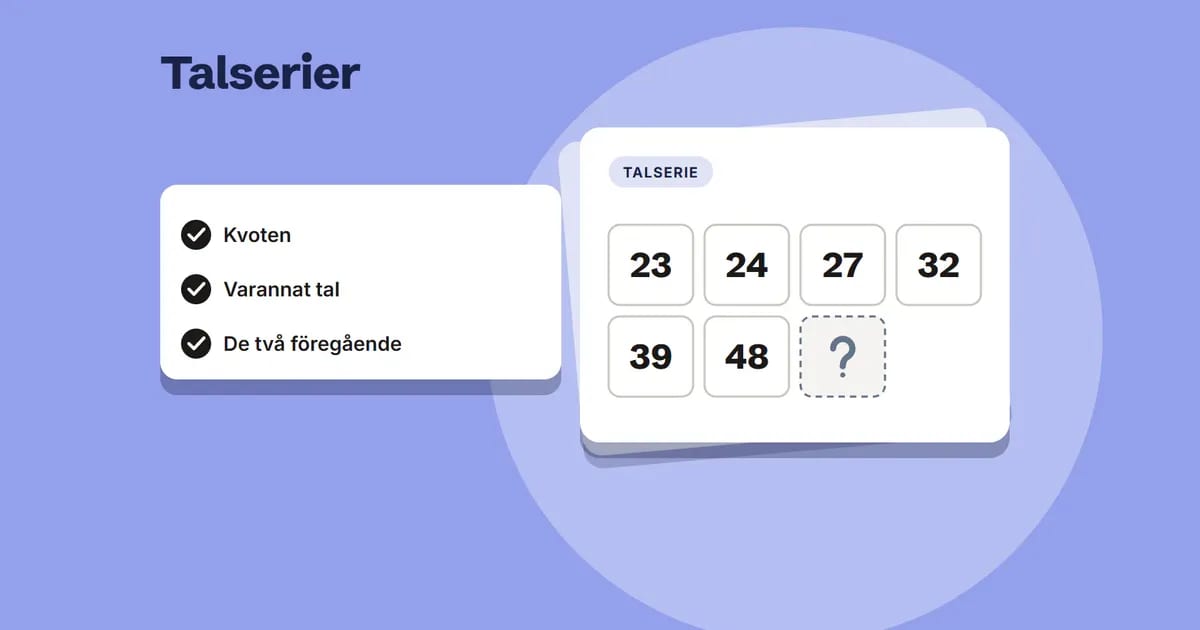 Talserier
Kvoten
Varannat tal
De två föregående
TALSERIE
23 24 27 32
39 48 ?